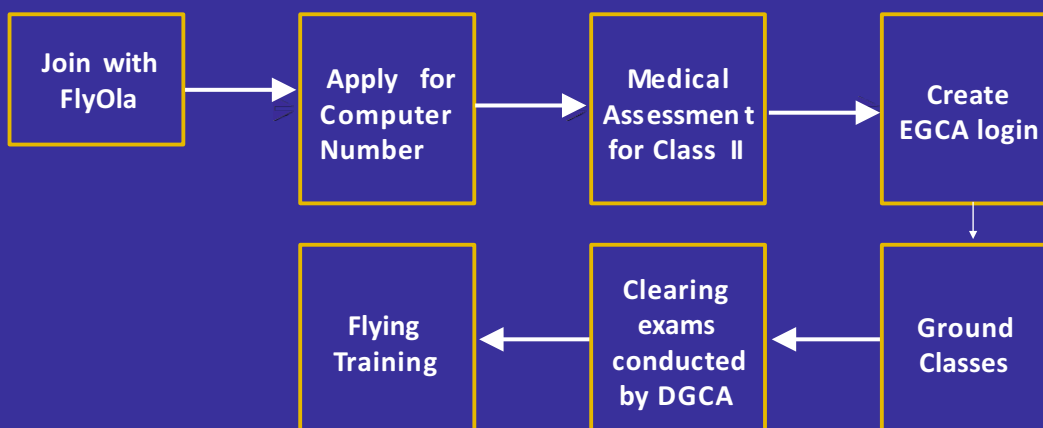 Join with
FlyOla
Apply for
Computer
Number
Medical
Assessment
for Class II
Create
EGCA login
Ground
Classes
Clearing
exams
conducted
by DGCA
Flying
Training